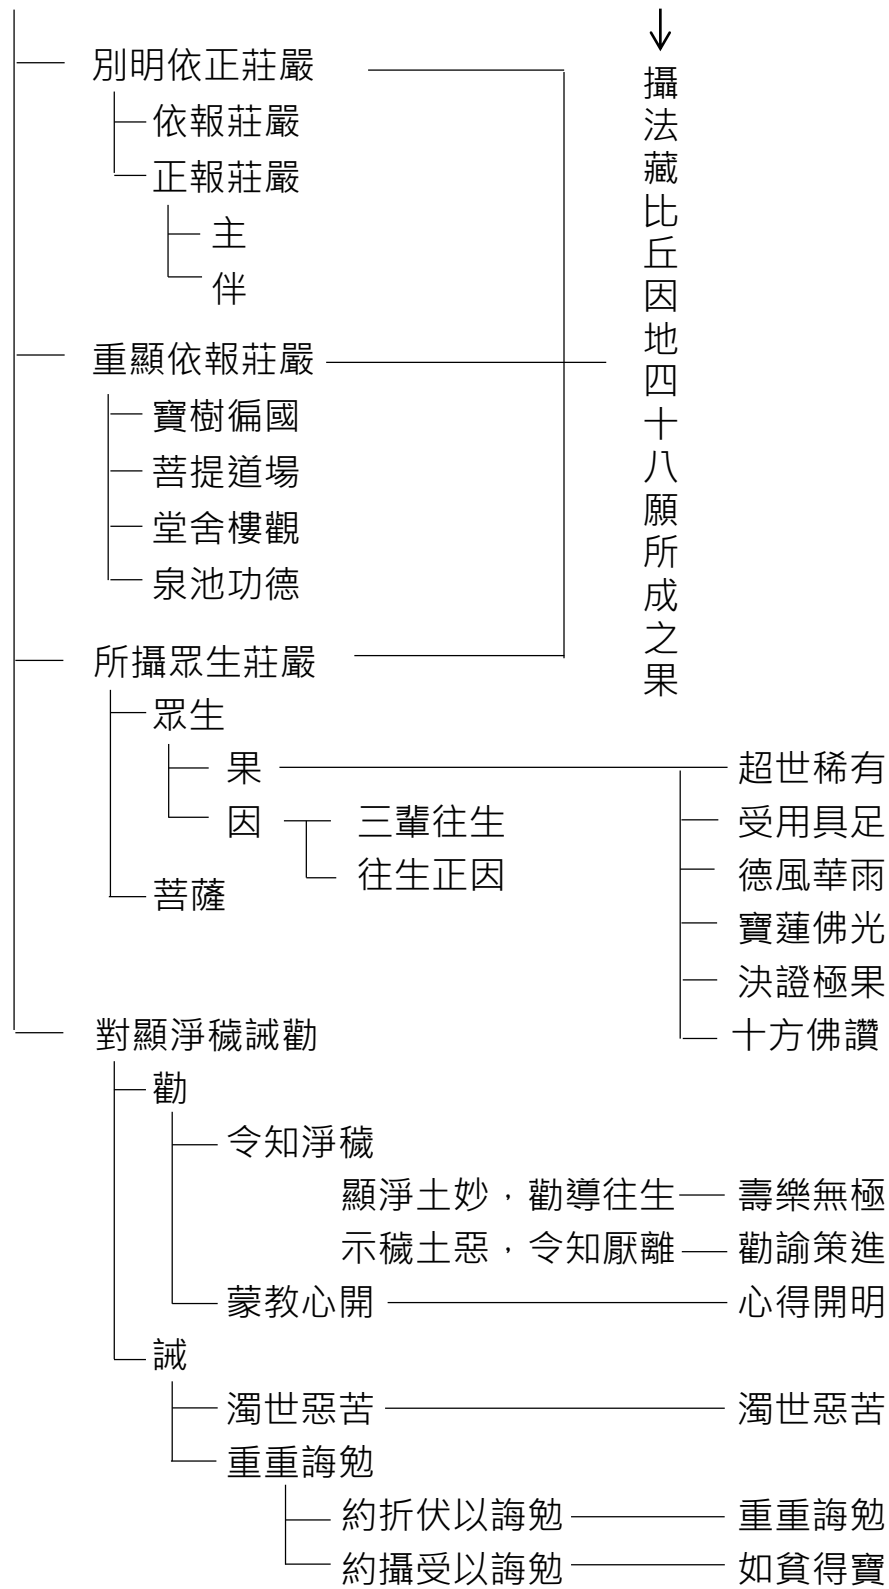 別明依正莊嚴
依報莊嚴
正報莊嚴
主
伴
重顯依報莊嚴
寶樹徧國
菩提道場
堂舍樓觀
泉池功德
攝法藏比丘因地四十八願所成之果
所攝眾生莊嚴
眾生
果 超世稀有
受用具足
德風華雨
寶蓮佛光
決證極果
十方佛讚
因 三輩往生
往生正因
菩薩
對顯淨穢誡勸
勸
令知淨穢
顯淨土妙，勸導往生 壽樂無極
示穢土惡，令知厭離 勸諭策進
蒙教心開 心得開明
誡
濁世惡苦 濁世惡苦
重重誨勉
約折伏以誨勉 重重誨勉
約攝受以誨勉 如貧得寶